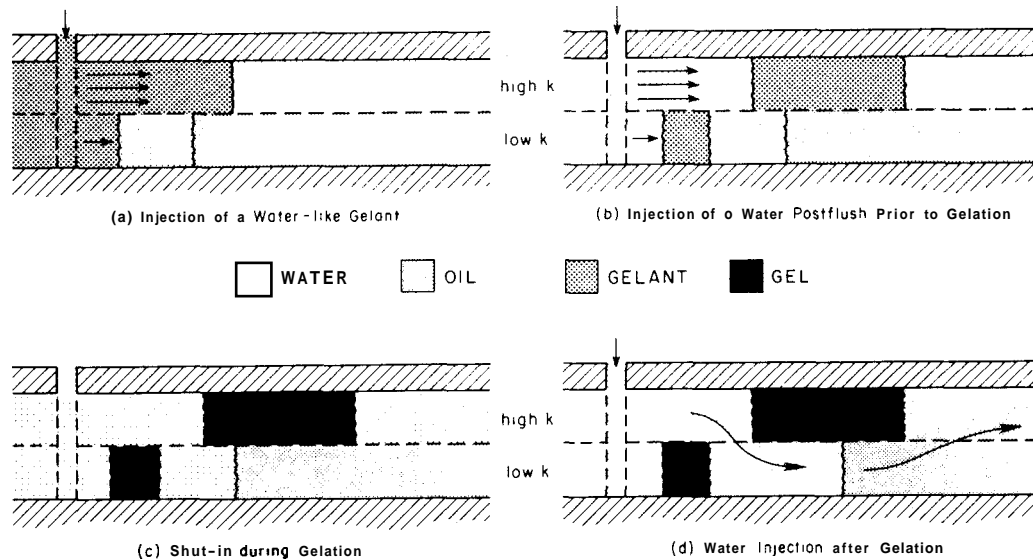 high k
low k
(a) Injection of a Water-like Gelant
(b) Injection of o Water Postflush Prior to Gelation
WATER
OIL
GELANT
GEL
high k
low k
(c) Shut-in during Gelation
(d) Water Injection after Gelation